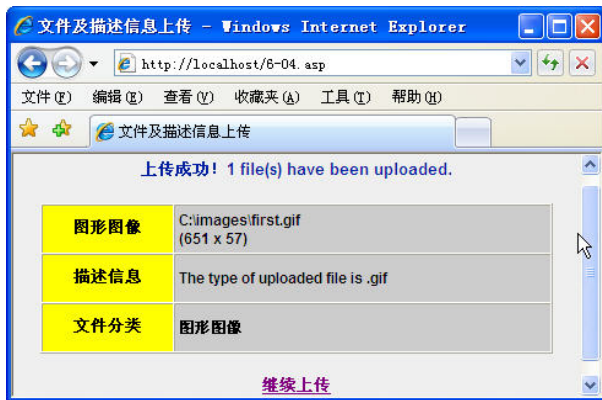 文件及描述信息上传 - Windows Internet Explorer
http://localhost/6-04.asp
文件(F) 编辑(E) 查看(V) 收藏夹(A) 工具(T) 帮助(H)
文件及描述信息上传
上传成功! 1 file(s) have been uploaded.
图形图像 C:\images\first.gif
(651 x 57)
描述信息 The type of uploaded file is .gif
文件分类 图形图像
继续上传